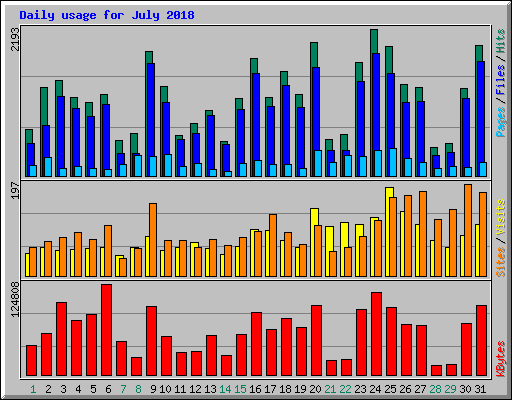 Daily usage for July 2018
2193
Pages / Files / Hits
197
Sites / Visits
124808
KBytes
1 2 3 4 5 6 7 8 9 10 11 12 13 14 15 16 17 18 19 20 21 22 23 24 25 26 27 28 29 30 31